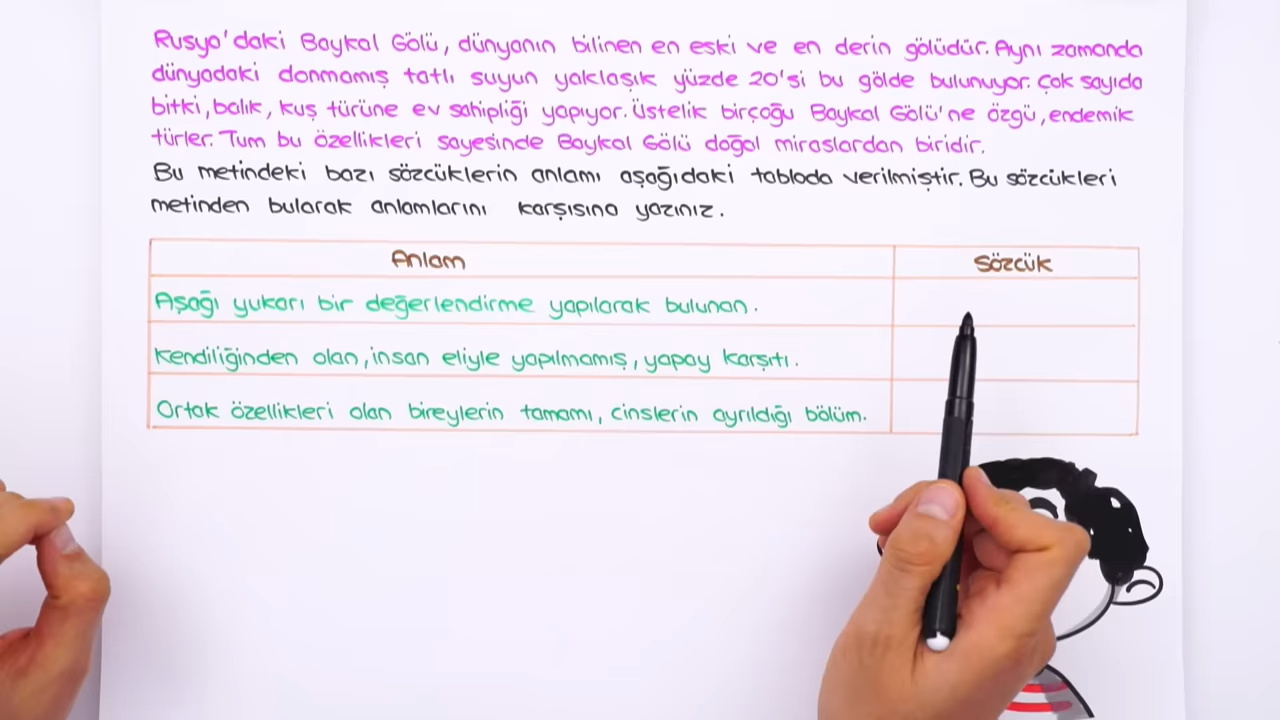 Rusya'daki Baykal Gölü, dünyanın bilinen en eski ve en derin gölüdür. Aynı zamanda
dünyadaki donmamış tatlı suyun yaklaşık yüzde 20'si bu gölde bulunuyor. Çok sayıda
bitki, balık, kuş türüne ev sahipliği yapıyor. Üstelik birçoğu Baykal Gölü'ne özgü, endemik
türler. Tüm bu özellikleri sayesinde Baykal Gölü doğal miraslardan biridir.
Bu metindeki bazı sözcüklerin anlamı aşağıdaki tabloda verilmiştir. Bu sözcükleri
metinden bularak anlamlarını karşısına yazınız.
Anlam Sözcük
Aşağı yukarı bir değerlendirme yapılarak bulunan.
Kendiliğinden olan, insan eliyle yapılmamış, yapay karşıtı.
Ortak özellikleri olan bireylerin tamamı, cinslerin ayrıldığı bölüm.